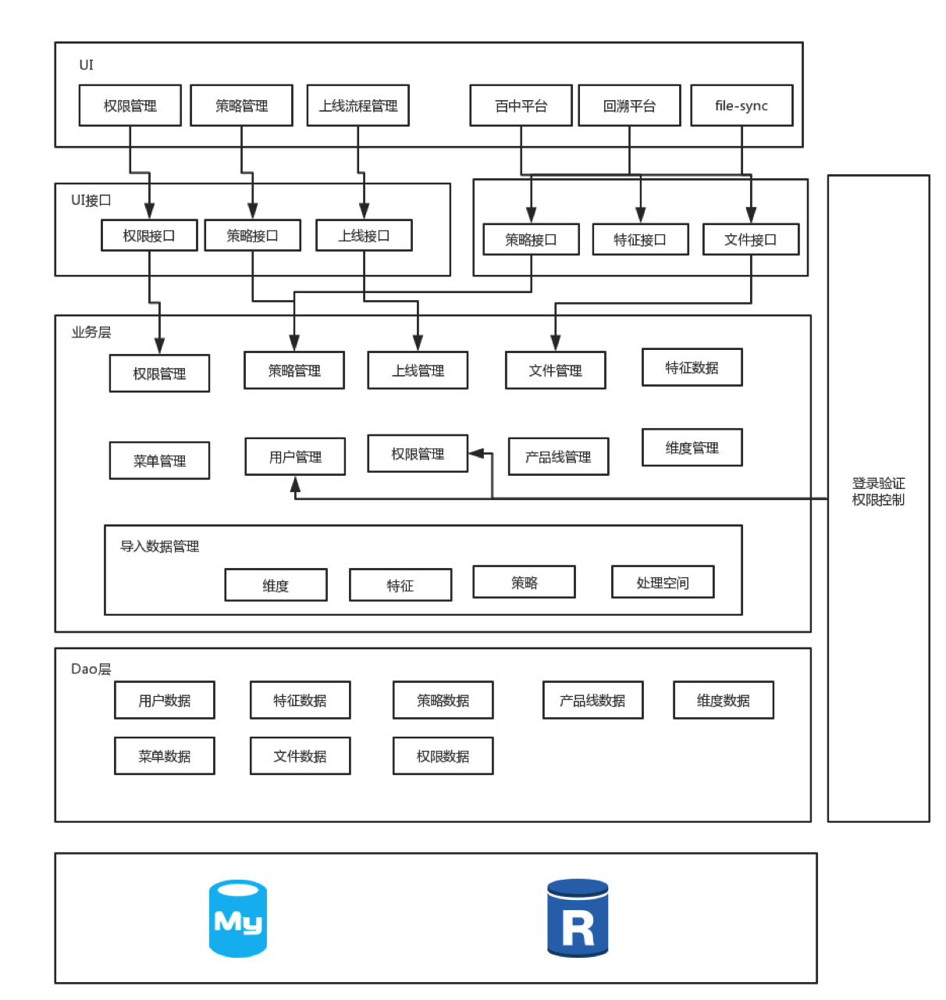 UI
权限管理
策略管理
上线流程管理
百中平台
回溯平台
file-sync
UI接口
权限接口
策略接口
上线接口
策略接口
特征接口
文件接口
业务层
权限管理
策略管理
上线管理
文件管理
特征数据
菜单管理
用户管理
权限管理
产品线管理
维度管理
登录验证
权限控制
导入数据管理
维度
特征
策略
处理空间
Dao层
用户数据
特征数据
策略数据
产品线数据
维度数据
菜单数据
文件数据
权限数据
My
R